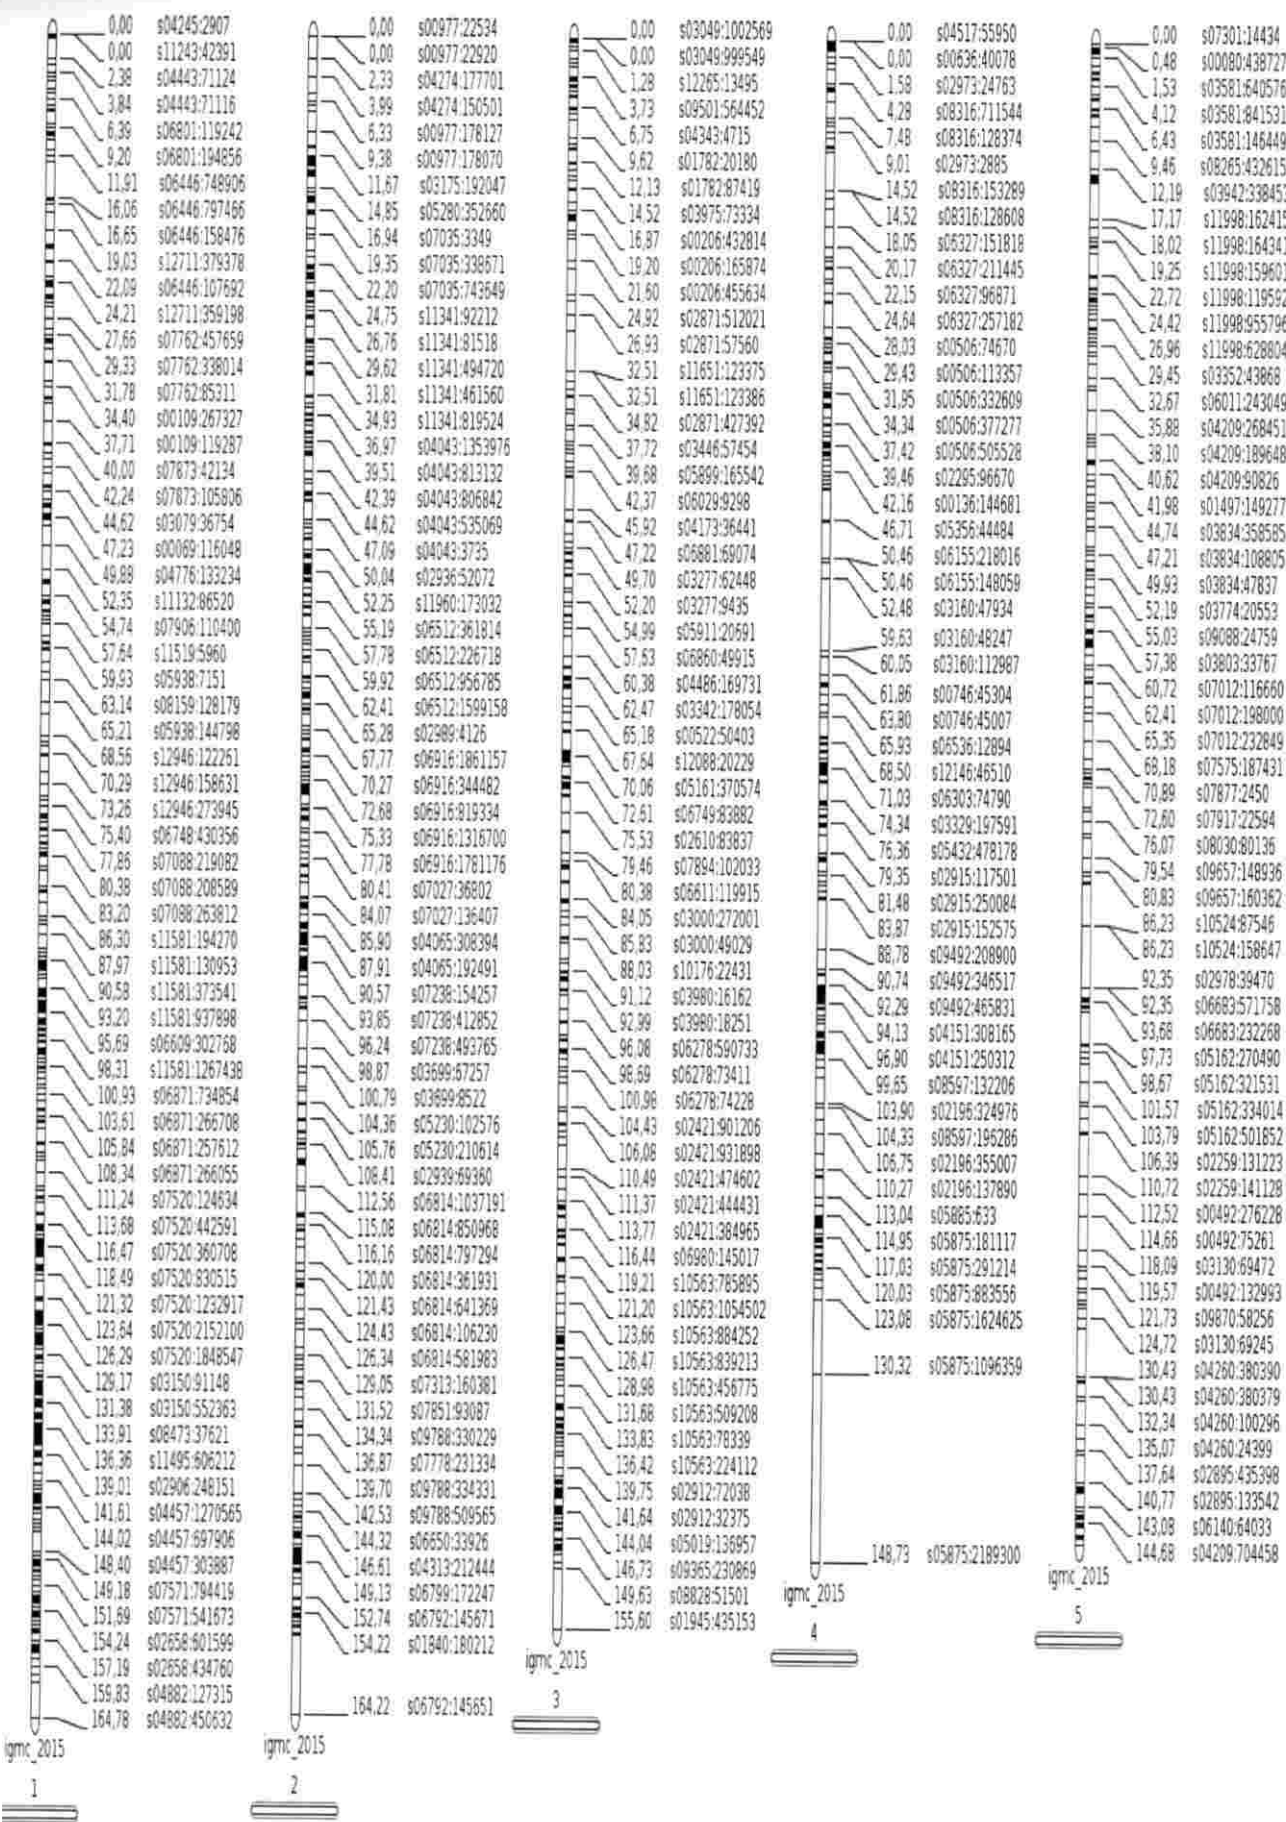 0,00 s04245:2907
0,00 s11243:42391
2,38 s04443:71124
3,84 s04443:71116
6,39 s06801:119242
9,20 s06801:194856
11,91 s06446:748906
16,06 s06446:797466
16,65 s06446:158476
19,03 s12711:379378
22,09 s06446:107692
24,21 s12711:359198
27,66 s07762:457659
29,33 s07762:338014
31,78 s07762:85311
34,40 s00109:267327
37,71 s00109:119287
40,00 s07873:42134
42,24 s07873:105806
44,62 s03079:36754
47,23 s00069:116048
49,88 s04776:133234
52,35 s11132:86520
54,74 s07906:110400
57,64 s11519:5960
59,93 s05938:7151
63,14 s08159:128179
65,21 s05938:144798
68,56 s12946:122261
70,29 s12946:158631
73,26 s12946:273945
75,40 s06748:430356
77,86 s07088:219082
80,38 s07088:208589
83,20 s07088:263812
86,30 s11581:194270
87,97 s11581:130953
90,58 s11581:373541
93,20 s11581:937898
95,69 s06609:302768
98,31 s11581:1267438
100,93 s06871:734854
103,61 s06871:266708
105,84 s06871:257612
108,34 s06871:266055
111,24 s07520:124634
113,68 s07520:442591
116,47 s07520:360708
118,49 s07520:830515
121,32 s07520:1232917
123,64 s07520:2152100
126,29 s07520:1848547
129,17 s03150:91148
131,38 s03150:552363
133,91 s08473:37621
136,36 s11495:606212
139,01 s02906:248151
141,61 s04457:1270565
144,02 s04457:697906
148,40 s04457:303887
149,18 s07571:794419
151,69 s07571:541673
154,24 s02658:601599
157,19 s02658:434760
159,83 s04882:127315
164,78 s04882:450632
igmc_2015
1
0,00 s00977:22534
0,00 s00977:22920
2,33 s04274:177701
3,99 s04274:150501
6,33 s00977:178127
9,38 s00977:178070
11,67 s03175:192047
14,85 s05280:352660
16,94 s07035:3349
19,35 s07035:338671
22,20 s07035:743649
24,75 s11341:92212
26,76 s11341:81518
29,62 s11341:494720
31,81 s11341:461560
34,93 s11341:819524
36,97 s04043:1353976
39,51 s04043:813132
42,39 s04043:806842
44,62 s04043:535069
47,09 s04043:3735
50,04 s02936:52072
52,25 s11960:173032
55,19 s06512:361814
57,78 s06512:226718
59,92 s06512:956785
62,41 s06512:1599158
65,28 s02989:4126
67,77 s06916:1861157
70,27 s06916:344482
72,68 s06916:819334
75,33 s06916:1316700
77,78 s06916:1781176
80,41 s07027:36802
84,07 s07027:136407
85,90 s04065:308394
87,91 s04065:192491
90,57 s07238:154257
93,85 s07238:412852
96,24 s07238:493765
98,87 s03699:67257
100,79 s03699:8522
104,36 s05230:102576
105,76 s05230:210614
108,41 s02939:69360
112,56 s06814:1037191
115,08 s06814:850968
116,16 s06814:797294
120,00 s06814:361931
121,43 s06814:641369
124,43 s06814:106230
126,34 s06814:581983
129,05 s07313:160381
131,52 s07851:93087
134,34 s09788:330229
136,87 s07778:231334
139,70 s09788:334331
142,53 s09788:509565
144,32 s06650:33926
146,61 s04313:212444
149,13 s06799:172247
152,74 s06792:145671
154,22 s01840:180212
164,22 s06792:145651
igmc_2015
2
0,00 s03049:1002569
0,00 s03049:999549
1,28 s12265:13495
3,73 s09501:564452
6,75 s04343:4715
9,62 s01782:20180
12,13 s01782:87419
14,52 s03975:73334
16,87 s00206:432814
19,20 s00206:165874
21,60 s00206:455634
24,92 s02871:512021
26,93 s02871:57560
32,51 s11651:123375
32,51 s11651:123386
34,82 s02871:427392
37,72 s03446:57454
39,68 s05899:165542
42,37 s06029:9298
45,92 s04173:36441
47,22 s06881:69074
49,70 s03277:62448
52,20 s03277:9435
54,99 s05911:20691
57,63 s06860:49915
60,38 s04486:169731
62,47 s03342:178054
65,18 s00522:50403
67,64 s12088:20229
70,06 s05161:370574
72,61 s06749:83882
75,53 s02610:83837
79,46 s07894:102033
80,38 s06611:119915
84,05 s03000:272001
85,83 s03000:49029
88,03 s10176:22431
91,12 s03980:16162
92,99 s03980:18251
96,08 s06278:590733
98,69 s06278:73411
100,96 s06278:74228
104,43 s02421:901206
106,08 s02421:931898
110,49 s02421:474602
111,37 s02421:444431
113,77 s02421:384965
116,44 s06980:145017
119,21 s10563:785895
121,20 s10563:1054502
123,66 s10563:884252
126,47 s10563:839213
128,98 s10563:456775
131,68 s10563:509208
133,83 s10563:78339
136,42 s10563:224112
139,75 s02912:72038
141,64 s02912:32375
144,04 s05019:136957
146,73 s09365:230869
149,63 s08828:51501
155,60 s01945:435153
igmc_2015
3
0,00 s04517:55950
0,00 s00636:40078
1,58 s02973:24763
4,28 s08316:711544
7,48 s08316:128374
9,01 s02973:2885
14,52 s08316:153289
14,52 s08316:128608
18,05 s06327:151818
20,17 s06327:211445
22,15 s06327:96871
24,64 s06327:257182
28,03 s00506:74670
29,43 s00506:113357
31,95 s00506:332609
34,34 s00506:377277
37,42 s00506:505528
39,46 s02295:96670
42,16 s00136:144681
46,71 s05356:44484
50,46 s06155:218016
50,46 s06155:148059
52,48 s03160:47934
59,63 s03160:48247
60,05 s03160:112987
61,86 s00746:45304
63,80 s00746:45007
65,93 s06536:12894
68,50 s12146:46510
71,03 s06303:74790
74,34 s03329:197591
76,36 s05432:478178
79,35 s02915:117501
81,48 s02915:250084
83,87 s02915:152575
88,78 s09492:208900
90,74 s09492:346517
92,29 s09492:465831
94,13 s04151:308165
96,90 s04151:250312
99,65 s08597:132206
103,90 s02196:324976
104,33 s08597:196286
106,75 s02196:355007
110,27 s02196:137890
113,04 s05885:633
114,95 s05875:181117
117,03 s05875:291214
120,03 s05875:883556
123,08 s05875:1624625
130,32 s05875:1096359
148,73 s05875:2189300
igmc_2015
4
0,00 s07301:14434
0,48 s00080:438727
1,53 s03581:640576
4,12 s03581:841531
6,43 s03581:146449
9,46 s08265:432615
12,19 s03942:338453
17,17 s11998:162413
18,02 s11998:164341
19,25 s11998:159601
22,72 s11998:119592
24,42 s11998:955796
26,96 s11998:628804
29,45 s03352:43868
32,67 s06011:243049
35,88 s04209:268451
38,10 s04209:189648
40,62 s04209:90826
41,98 s01497:149277
44,74 s03834:358585
47,21 s03834:108805
49,93 s03834:47837
52,19 s03774:20553
55,03 s09088:24759
57,38 s03803:33767
60,72 s07012:116660
62,41 s07012:198000
65,35 s07012:232849
68,18 s07575:187431
70,89 s07877:2450
72,60 s07917:22594
76,07 s08030:80136
79,54 s09657:148936
80,83 s09657:160362
86,23 s10524:87546
86,23 s10524:158647
92,35 s02978:39470
92,35 s06683:571758
93,68 s06683:232268
97,73 s05162:270490
98,67 s05162:321531
101,57 s05162:334014
103,79 s05162:501852
106,39 s02259:131223
110,72 s02259:141128
112,52 s00492:276228
114,66 s00492:75261
118,09 s03130:69472
119,57 s00492:132993
121,73 s09870:58256
124,72 s03130:69245
130,43 s04260:380390
130,43 s04260:380379
132,34 s04260:100296
135,07 s04260:24399
137,64 s02895:435398
140,77 s02895:133542
143,08 s06140:64033
144,68 s04209:704458
igmc_2015
5